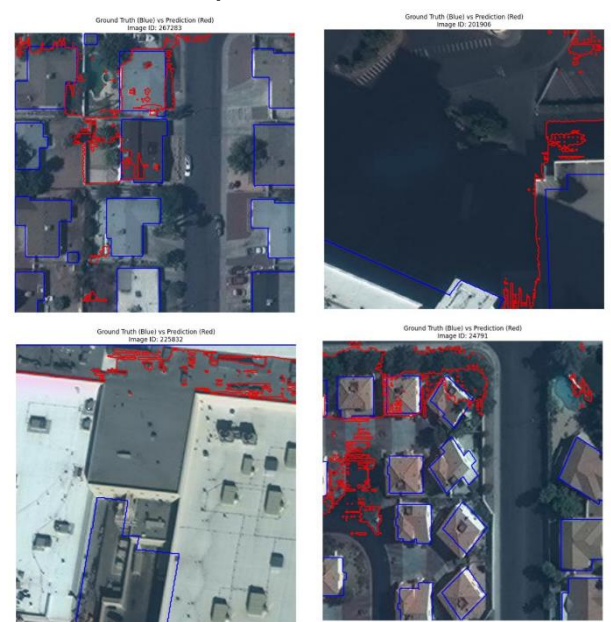 Ground Truth (Blue) vs Prediction (Red)
Image ID: 267283
Ground Truth (Blue) vs Prediction (Red)
Image ID: 201906
Ground Truth (Blue) vs Prediction (Red)
Image ID: 225832
Ground Truth (Blue) vs Prediction (Red)
Image ID: 24791